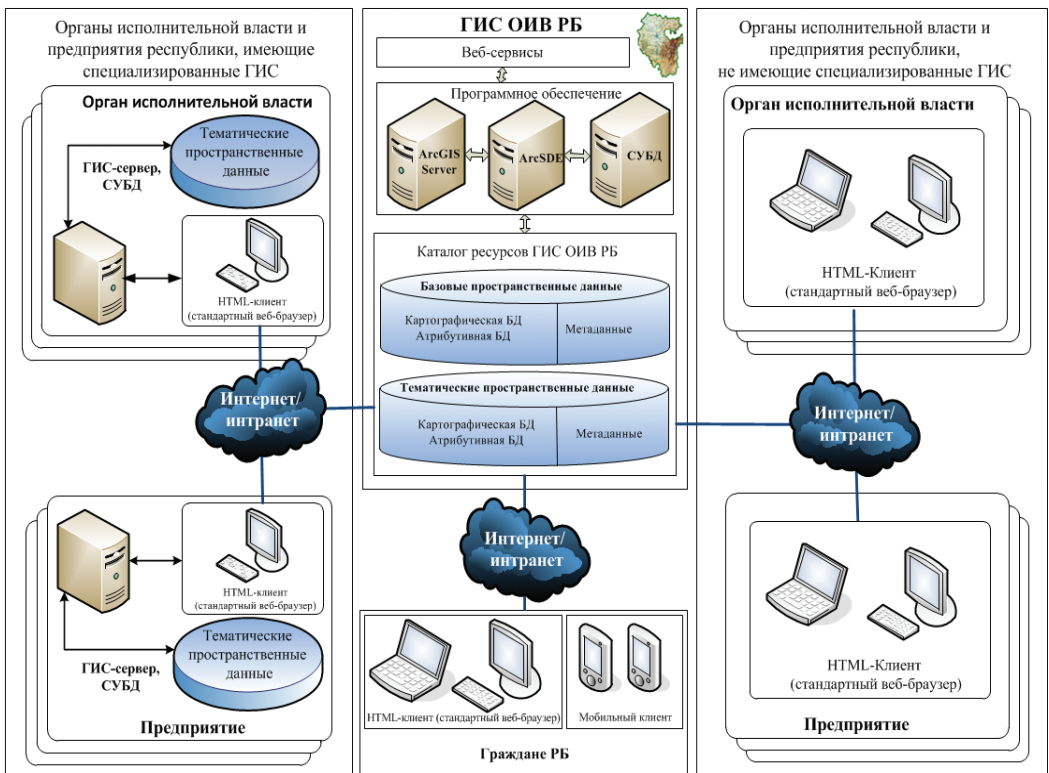 Органы исполнительной власти и
предприятия республики, имеющие
специализированные ГИС
Орган исполнительной власти
Тематические
пространственные
данные
ГИС-сервер,
СУБД
HTML-клиент
(стандартный веб-браузер)
Интернет/
интранет
HTML-клиент
(стандартный веб-браузер)
Тематические
пространственные
данные
ГИС-сервер,
СУБД
Предприятие
ГИС ОИВ РБ
Веб-сервисы
Программное обеспечение
ArcGIS
Server
ArcSDE
СУБД
Каталог ресурсов ГИС ОИВ РБ
Базовые пространственные данные
Картографическая БД
Атрибутивная БД
Метаданные
Тематические пространственные данные
Картографическая БД
Атрибутивная БД
Метаданные
Интернет/
интранет
HTML-клиент (стандартный веб-браузер)
Мобильный клиент
Граждане РБ
Органы исполнительной власти и
предприятия республики,
не имеющие специализированные ГИС
Орган исполнительной власти
HTML-Клиент
(стандартный веб-браузер)
Интернет/
интранет
HTML-Клиент
(стандартный веб-браузер)
Предприятие